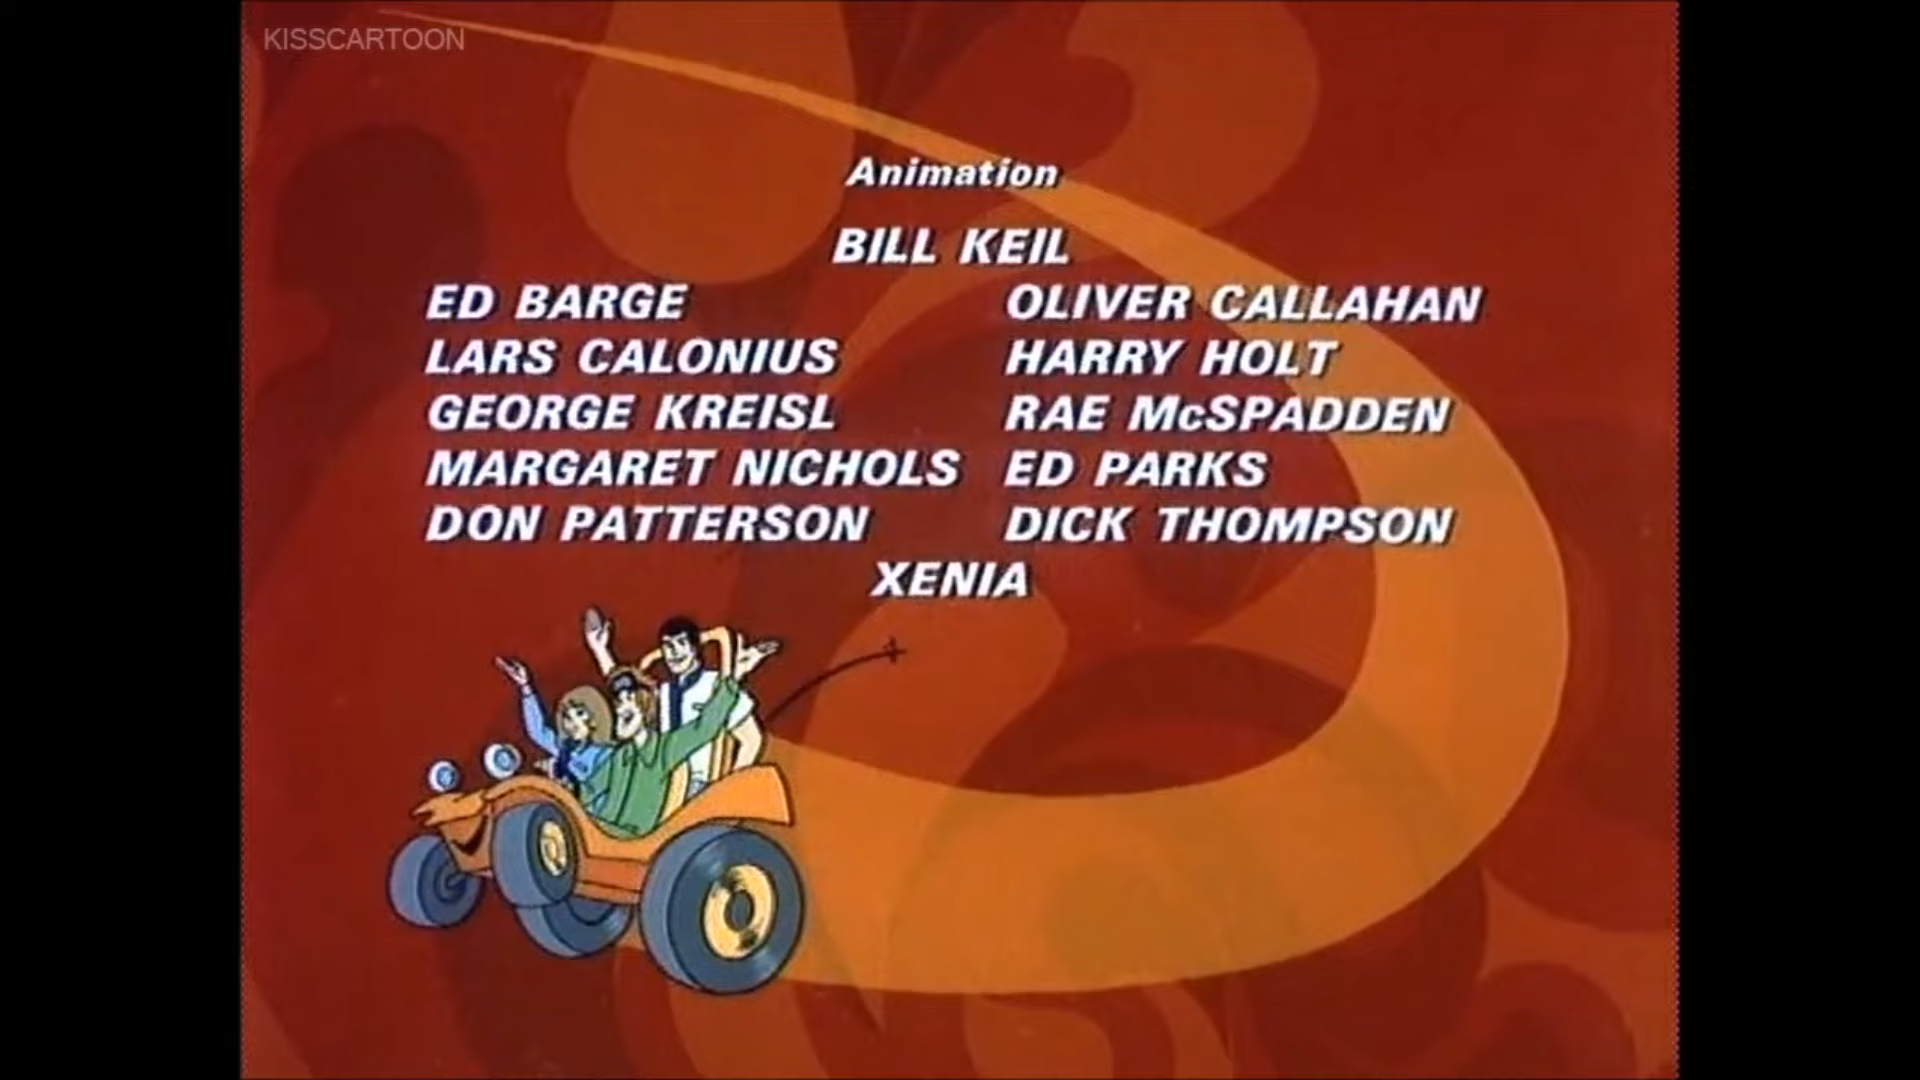 KISSCARTOON
Animation
BILL KEIL
ED BARGE OLIVER CALLAHAN
LARS CALONIUS HARRY HOLT
GEORGE KREISL RAE McSPADDEN
MARGARET NICHOLS ED PARKS
DON PATTERSON DICK THOMPSON
XENIA